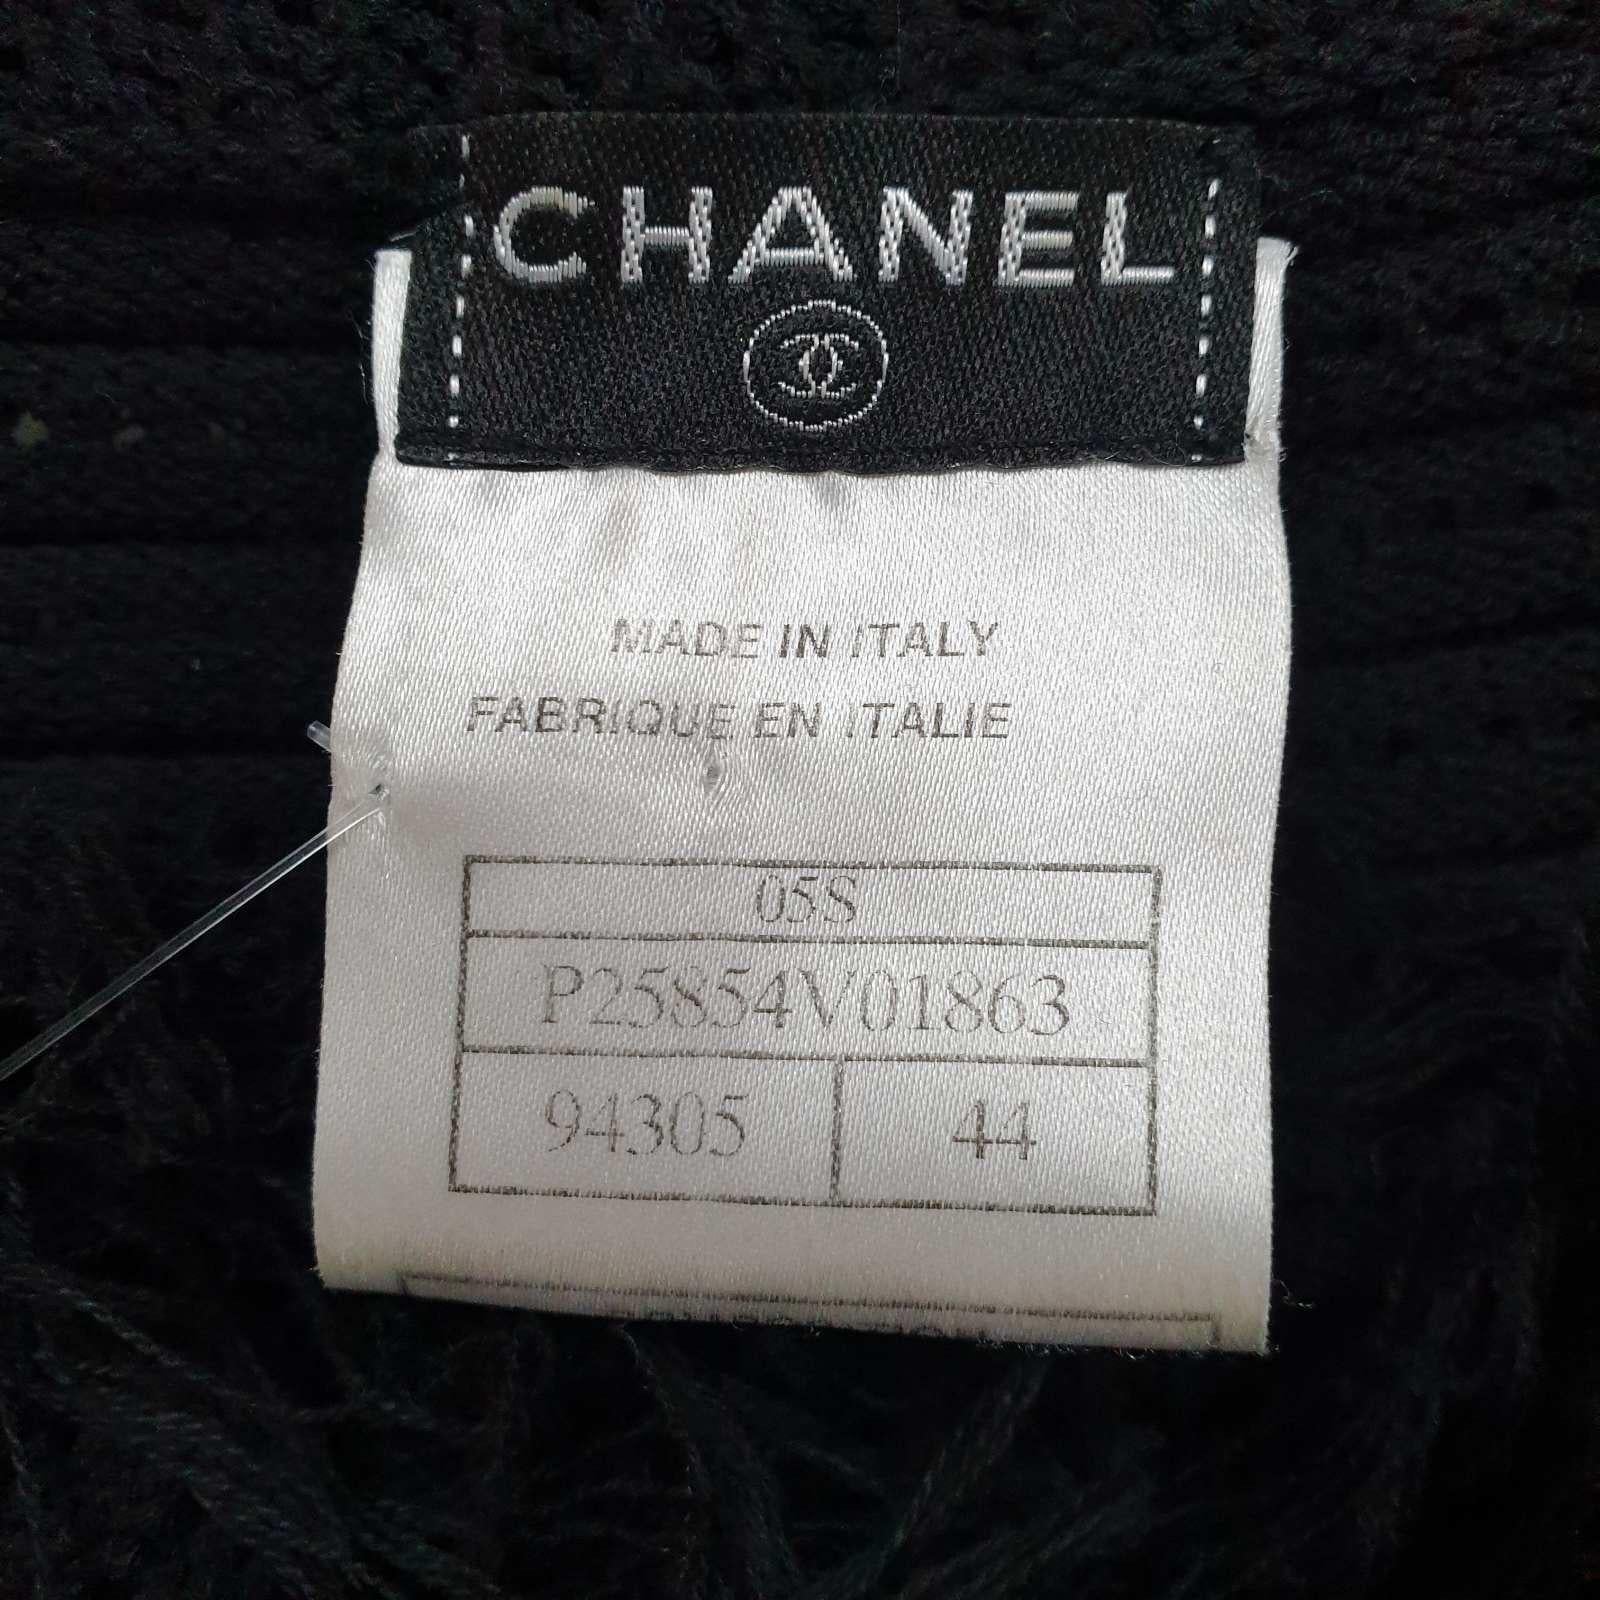 CHANEL
MADE IN ITALY
FABRIQUE EN ITALIE
05S
P25854V01863
94305 44